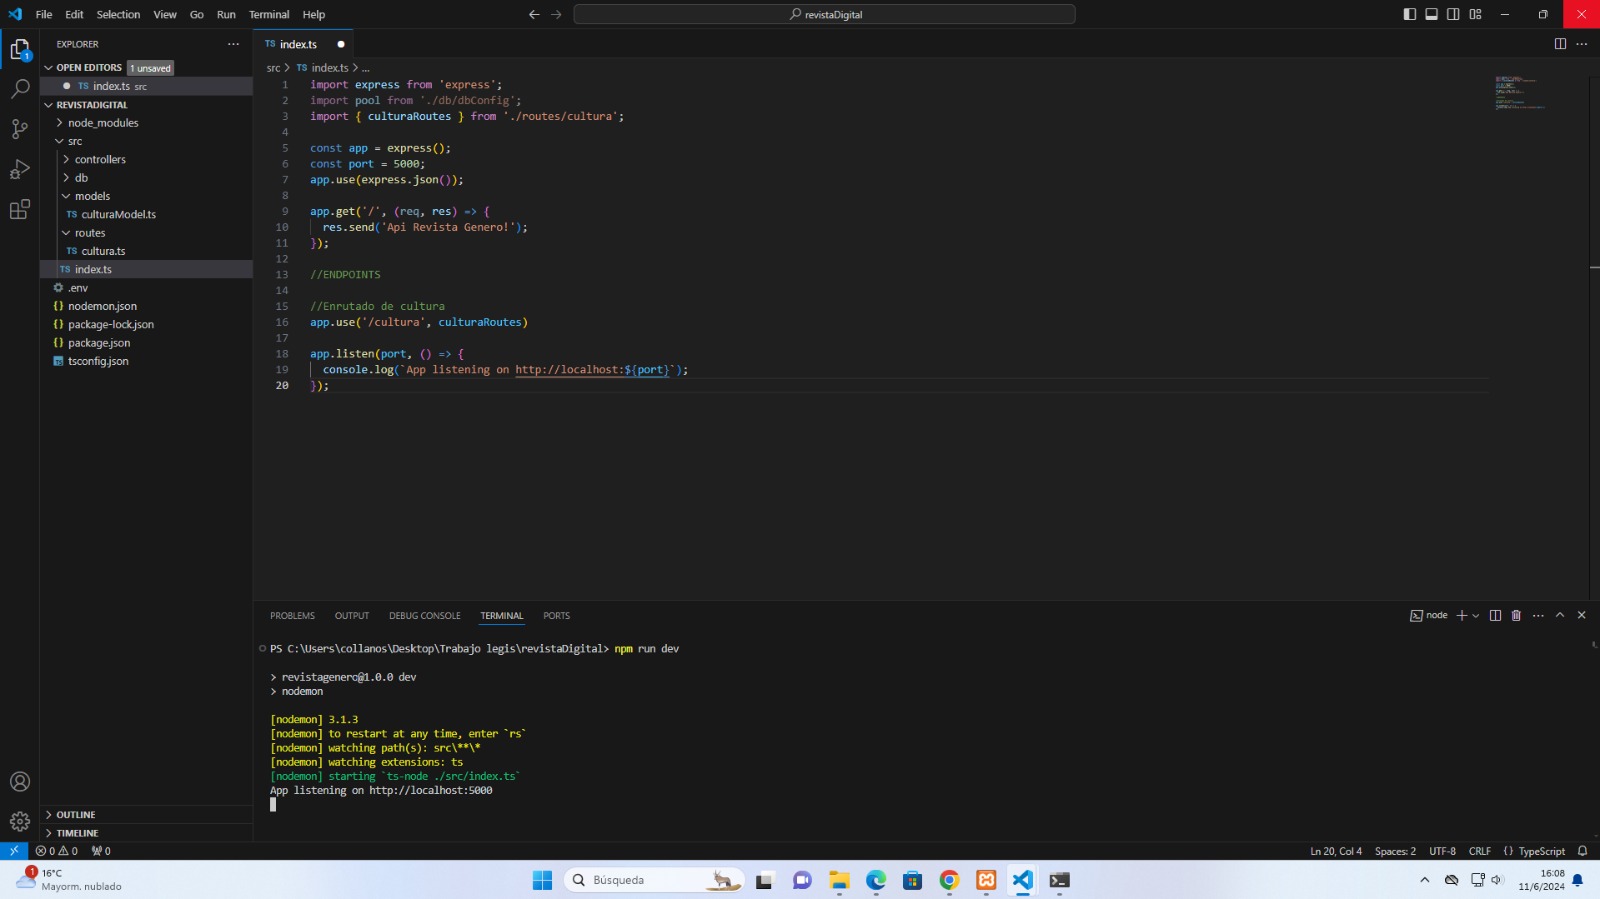 File Edit Selection View Go Run Terminal Help
revistaDigital
EXPLORER
1
OPEN EDITORS 1 unsaved
TS index.ts src
REVISTADIGITAL
node_modules
src
controllers
db
models
TS culturaModel.ts
routes
TS cultura.ts
TS index.ts
.env
{} nodemon.json
{} package-lock.json
{} package.json
TS tsconfig.json
OUTLINE
TIMELINE
TS index.ts
src > TS index.ts > ...
1 import express from 'express';
2 import pool from './db/dbConfig';
3 import { culturaRoutes } from './routes/cultura';
4
5 const app = express();
6 const port = 5000;
7 app.use(express.json());
8
9 app.get('/', (req, res) => {
10 res.send('Api Revista Genero!');
11 });
12
13 //ENDPOINTS
14
15 //Enrutado de cultura
16 app.use('/cultura', culturaRoutes)
17
18 app.listen(port, () => {
19 console.log(`App listening on http://localhost:${port}`);
20 });
PROBLEMS OUTPUT DEBUG CONSOLE TERMINAL PORTS
node
PS C:\Users\collanos\Desktop\Trabajo legis\revistaDigital> npm run dev
> revistagenero@1.0.0 dev
> nodemon
[nodemon] 3.1.3
[nodemon] to restart at any time, enter `rs`
[nodemon] watching path(s): src\**\*
[nodemon] watching extensions: ts
[nodemon] starting `ts-node ./src/index.ts`
App listening on http://localhost:5000
0 0 0
Ln 20, Col 4 Spaces: 2 UTF-8 CRLF {} TypeScript
1
16°C
Mayorm. nublado
Búsqueda
16:08
11/6/2024